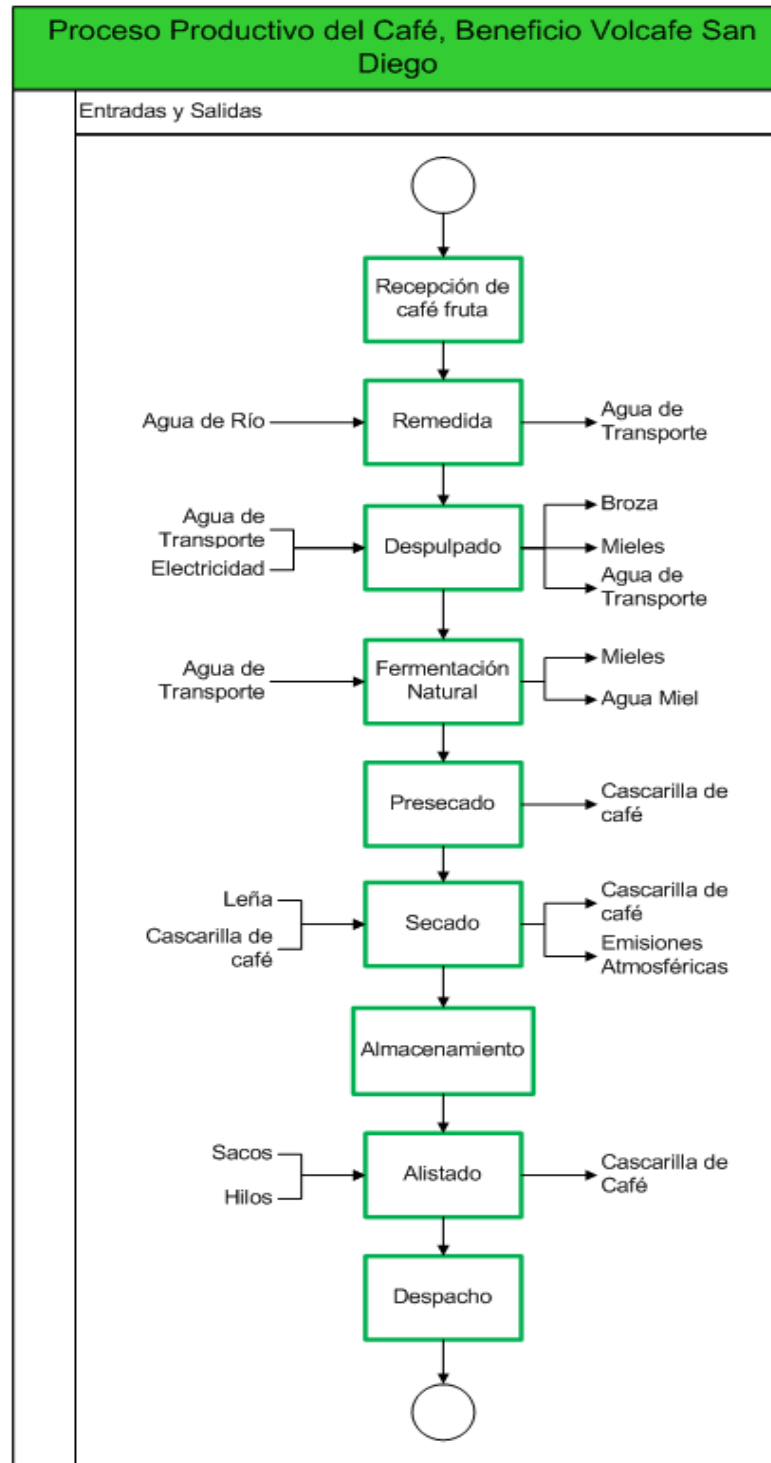 Proceso Productivo del Café, Beneficio Volcafe San
Diego
Entradas y Salidas
Recepción de
café fruta
Agua de Río
Remedida
Agua de
Transporte
Agua de
Transporte
Electricidad
Despulpado
Broza
Mieles
Agua de
Transporte
Agua de
Transporte
Fermentación
Natural
Mieles
Agua Miel
Presecado
Cascarilla de
café
Leña
Cascarilla de
café
Secado
Cascarilla de
café
Emisiones
Atmosféricas
Almacenamiento
Sacos
Hilos
Alistado
Cascarilla de
Café
Despacho